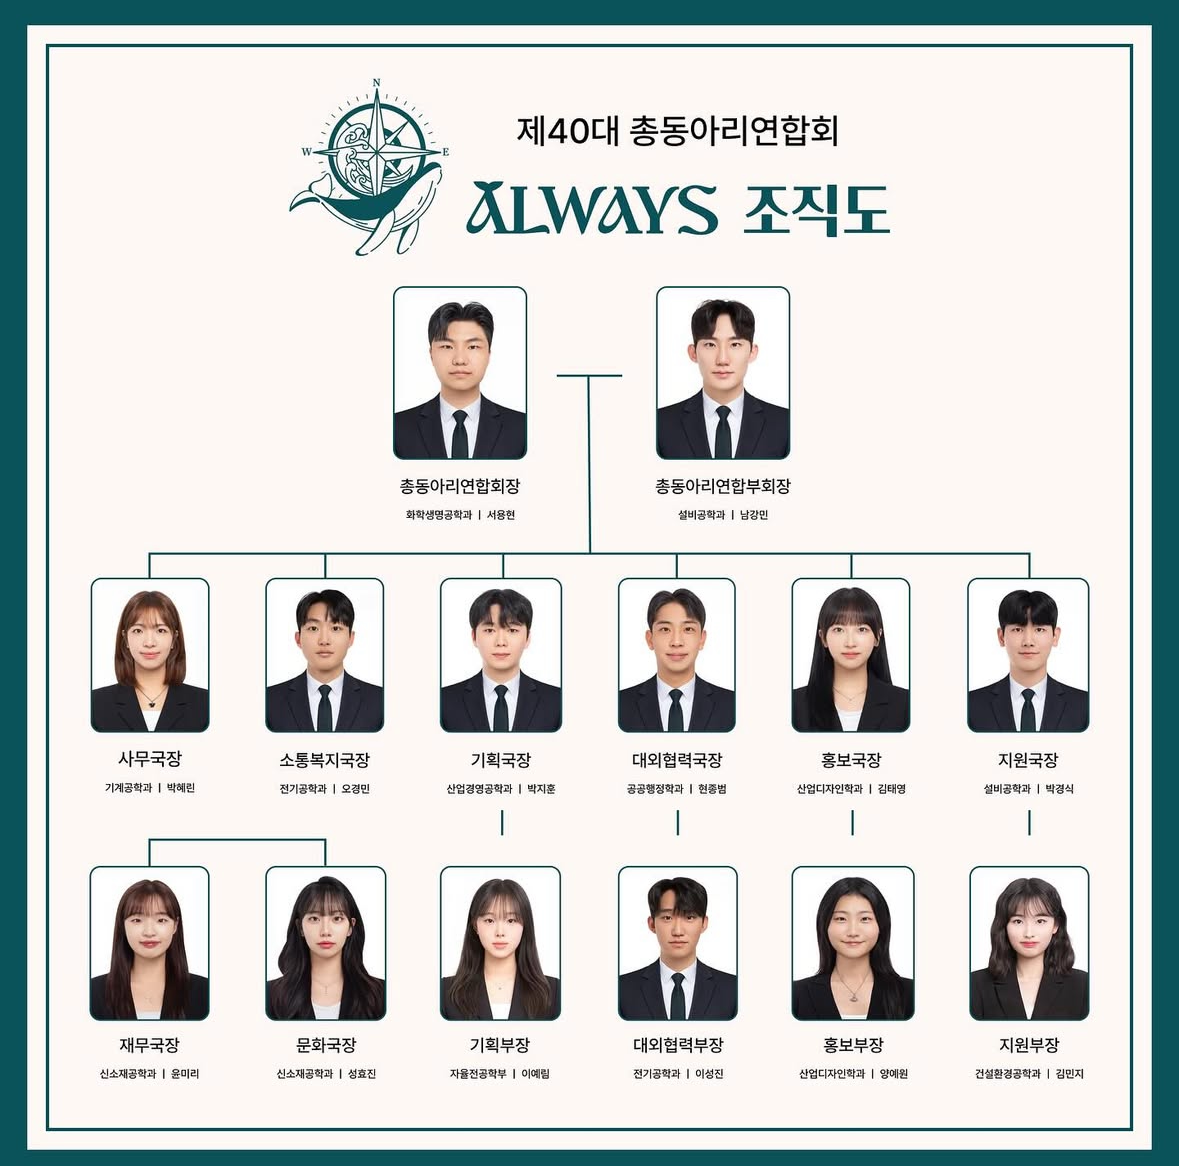 N
W E
제40대 총동아리연합회
ALWAYS 조직도
총동아리연합회장
화학생명공학과 | 서용현
총동아리연합부회장
설비공학과 | 남강민
사무국장
기계공학과 | 박혜린
소통복지국장
전기공학과 | 오경민
기획국장
산업경영공학과 | 박지훈
대외협력국장
공공행정학과 | 현종범
홍보국장
산업디자인학과 | 김태영
지원국장
설비공학과 | 박경식
재무국장
신소재공학과 | 윤미리
문화국장
신소재공학과 | 성효진
기획부장
자율전공학부 | 이예림
대외협력부장
전기공학과 | 이성진
홍보부장
산업디자인학과 | 양예원
지원부장
건설환경공학과 | 김민지